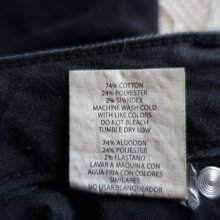 74% COTTON
24% POLYESTER
2% SPANDEX
MACHINE WASH COLD
WITH LIKE COLORS
DO NOT BLEACH
TUMBLE DRY LOW
74% ALGODON
24% POLIESTER
2% ELASTANO
LAVAR A MAQUINA CON
AGUA FRIA CON COLORES
SIMILARES
NO USAR BLANQUEADOR